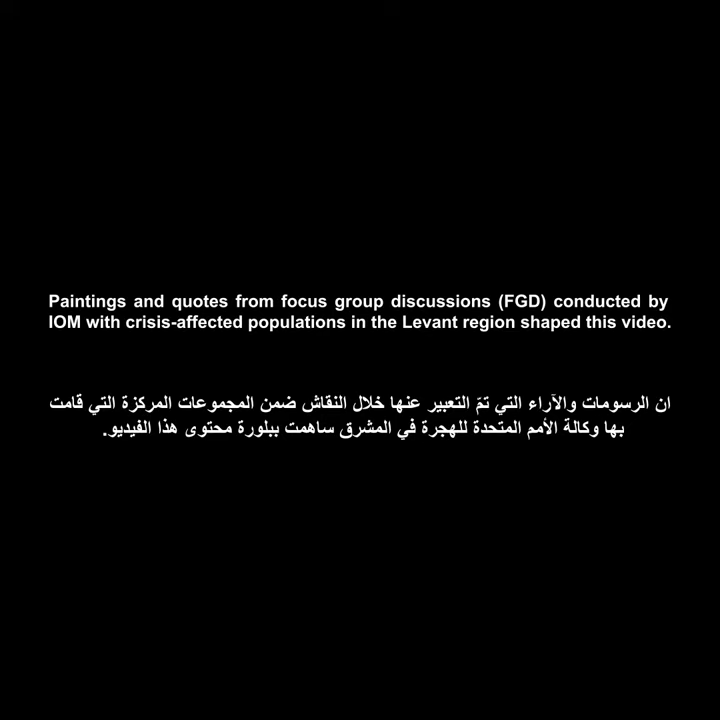 Paintings and quotes from focus group discussions (FGD) conducted by
IOM with crisis-affected populations in the Levant region shaped this video.
ان الرسومات والآراء التي تمّ التعبير عنها خلال النقاش ضمن المجموعات المركزة التي قامت
بها وكالة الأمم المتحدة للهجرة في المشرق ساهمت ببلورة محتوى هذا الفيديو.